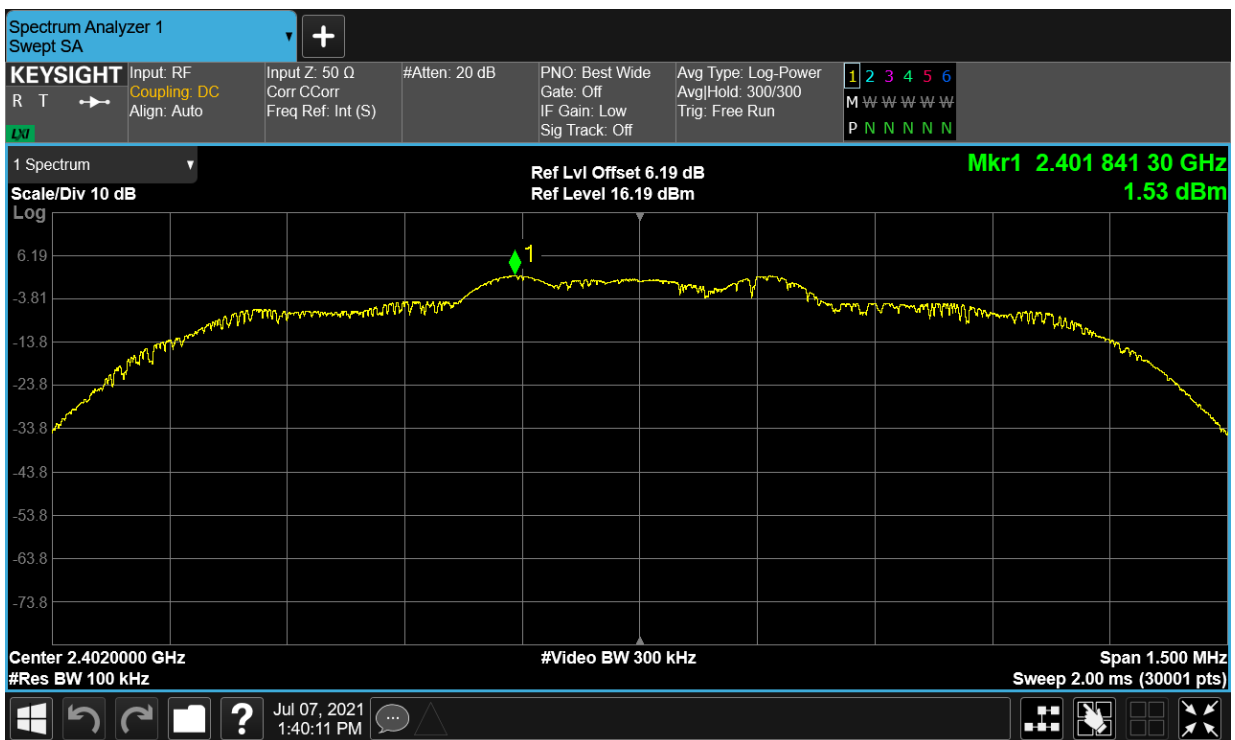 Spectrum Analyzer 1
Swept SA
+
KEYSIGHT
R T
LXI
Input: RF
Coupling: DC
Align: Auto
Input Z: 50 Ω
Corr CCorr
Freq Ref: Int (S)
#Atten: 20 dB
PNO: Best Wide
Gate: Off
IF Gain: Low
Sig Track: Off
Avg Type: Log-Power
Avg|Hold: 300/300
Trig: Free Run
1 2 3 4 5 6
M W W W W W
P N N N N N
1 Spectrum
Scale/Div 10 dB
Ref Lvl Offset 6.19 dB
Ref Level 16.19 dBm
Mkr1 2.401 841 30 GHz
1.53 dBm
Log
1
6.19
-3.81
-13.8
-23.8
-33.8
-43.8
-53.8
-63.8
-73.8
Center 2.4020000 GHz
#Video BW 300 kHz
Span 1.500 MHz
#Res BW 100 kHz
Sweep 2.00 ms (30001 pts)
?
Jul 07, 2021
1:40:11 PM